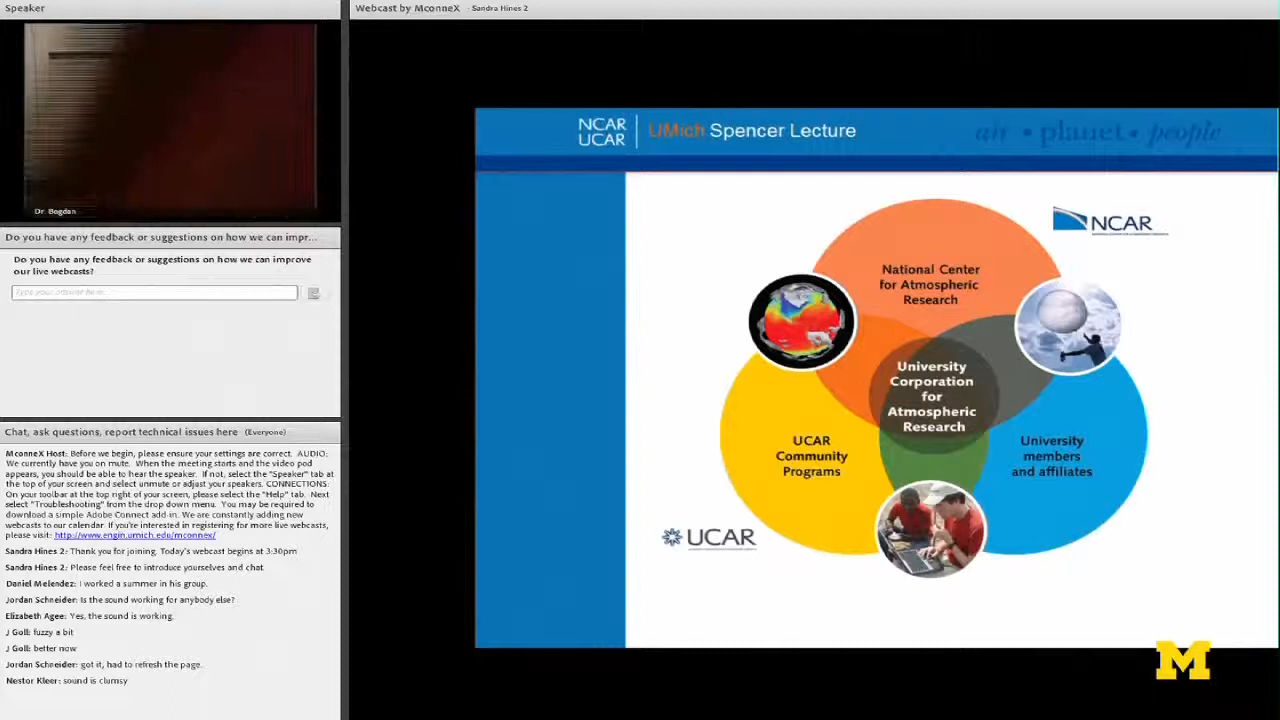 Speaker
Dr. Bogdan
Do you have any feedback or suggestions on how we can impr...
Do you have any feedback or suggestions on how we can improve
our live webcasts?
Type your answer here.
Chat, ask questions, report technical issues here (Everyone)
MconneX Host: Before we begin, please ensure your settings are correct. AUDIO:
We currently have you on mute. When the meeting starts and the video pod
appears, you should be able to hear the speaker. If not, select the "Speaker" tab at
the top of your screen and select unmute or adjust your speakers. CONNECTIONS:
On your toolbar at the top right of your screen, please select the "Help" tab. Next
select "Troubleshooting" from the drop down menu. You may be required to
download a simple Adobe Connect add-in. We are constantly adding new
webcasts to our calendar. If you're interested in registering for more live webcasts,
please visit: http://www.engin.umich.edu/mconnex/
Sandra Hines 2: Thank you for joining. Today's webcast begins at 3:30pm
Sandra Hines 2: Please feel free to introduce yourselves and chat.
Daniel Melendez: I worked a summer in his group.
Jordan Schneider: Is the sound working for anybody else?
Elizabeth Agee: Yes, the sound is working.
J Goll: fuzzy a bit
J Goll: better now
Jordan Schneider: got it, had to refresh the page.
Nestor Kleer: sound is clumsy
Webcast by MconneX - Sandra Hines 2
NCAR
UCAR
UMich Spencer Lecture
air • planet • people
NCAR
National Center
for Atmospheric
Research
University
Corporation
for
Atmospheric
Research
UCAR
Community
Programs
University
members
and affiliates
UCAR
M